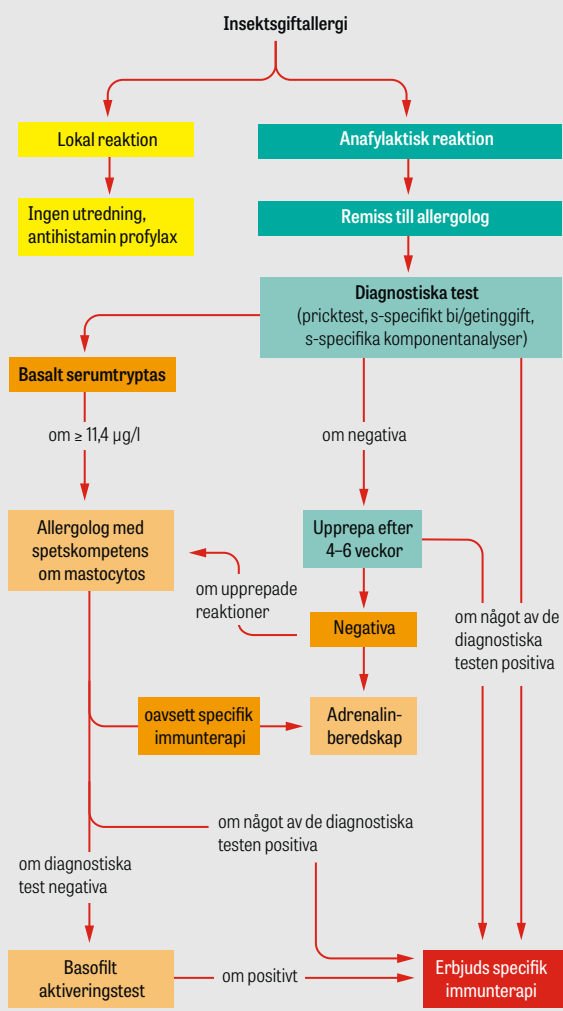 Insektsgiftallergi
Lokal reaktion
Anafylaktisk reaktion
Ingen utredning,
antihistamin profylax
Remiss till allergolog
Diagnostiska test
(pricktest, s-specifikt bi/getinggift,
s-specifika komponentanalyser)
Basalt serumtryptas
om ≥ 11,4 µg/l
om negativa
Allergolog med
spetskompetens
om mastocytos
Upprepa efter
4–6 veckor
om upprepade
reaktioner
Negativa
om något av de
diagnostiska
testen positiva
oavsett specifik
immunterapi
Adrenalin-
beredskap
om något av de diagnostiska
testen positiva
om diagnostiska
test negativa
Basofilt
aktiveringstest
om positivt
Erbjuds specifik
immunterapi